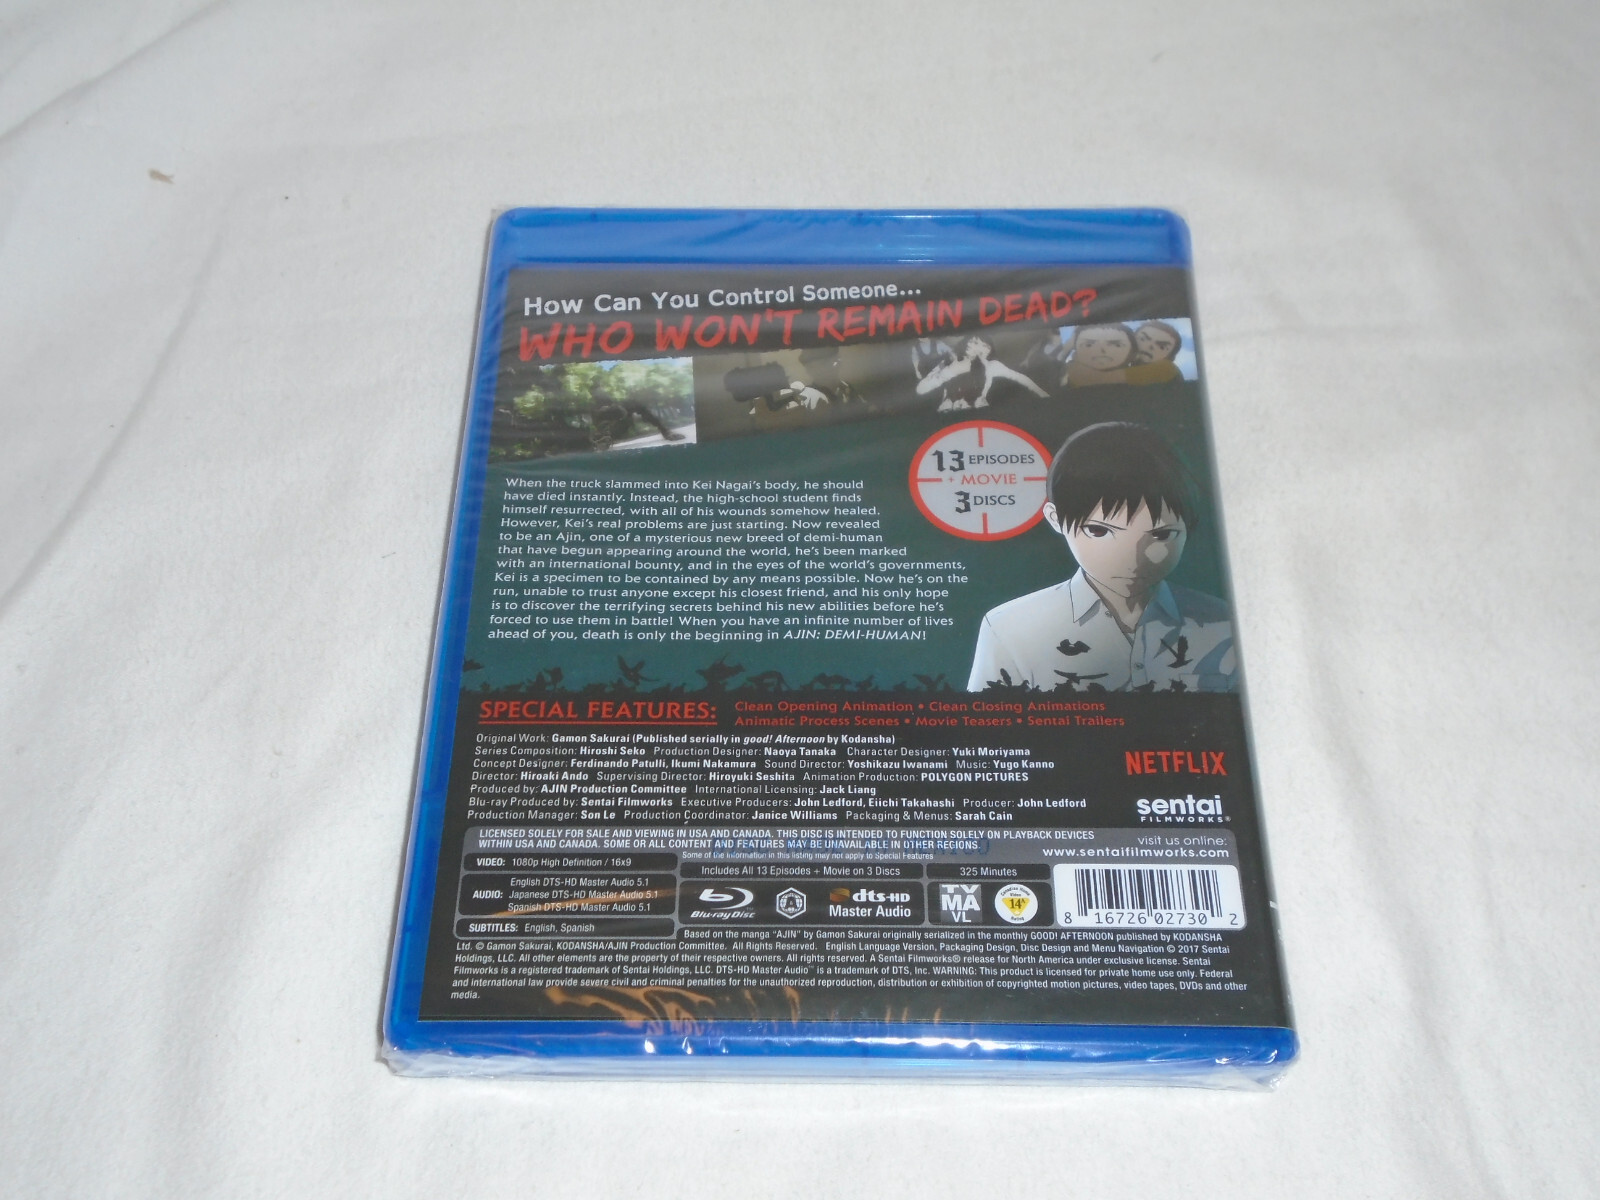 How Can You Control Someone...
WHO WON'T REMAIN DEAD?
13 EPISODES
+ MOVIE
3 DISCS
When the truck slammed into Kei Nagai's body, he should
have died instantly. Instead, the high-school student finds
himself resurrected, with all of his wounds somehow healed.
However, Kei's real problems are just starting. Now revealed
to be an Ajin, one of a mysterious new breed of demi-human
that have begun appearing around the world, he's been marked
with an international bounty, and in the eyes of the world's governments,
Kei is a specimen to be contained by any means possible. Now he's on the
run, unable to trust anyone except his closest friend, and his only hope
is to discover the terrifying secrets behind his new abilities before he's
forced to use them in battle! When you have an infinite number of lives
ahead of you, death is only the beginning in AJIN: DEMI-HUMAN!
SPECIAL FEATURES:
Clean Opening Animation • Clean Closing Animations
Animatic Process Scenes • Movie Teasers • Sentai Trailers
Original Work: Gamon Sakurai (Published serially in good! Afternoon by Kodansha)
Series Composition: Hiroshi Seko Production Designer: Naoya Tanaka Character Designer: Yuki Moriyama
Concept Designer: Ferdinando Patulli, Ikumi Nakamura Sound Director: Yoshikazu Iwanami Music: Yugo Kanno
Director: Hiroaki Ando Supervising Director: Hiroyuki Seshita Animation Production: POLYGON PICTURES
Produced by: AJIN Production Committee International Licensing: Jack Liang
Blu-ray Produced by: Sentai Filmworks Executive Producers: John Ledford, Eiichi Takahashi Producer: John Ledford
Production Manager: Son Le Production Coordinator: Janice Williams Packaging & Menus: Sarah Cain
NETFLIX
sentai
FILMWORKS®
LICENSED SOLELY FOR SALE AND VIEWING IN USA AND CANADA. THIS DISC IS INTENDED TO FUNCTION SOLELY ON PLAYBACK DEVICES
WITHIN USA AND CANADA. SOME OR ALL CONTENT AND FEATURES MAY BE UNAVAILABLE IN OTHER REGIONS.
Some of the information in this listing may not apply to Special Features
visit us online:
www.sentaifilmworks.com
VIDEO: 1080p High Definition / 16x9
AUDIO: English DTS-HD Master Audio 5.1
Japanese DTS-HD Master Audio 5.1
Spanish DTS-HD Master Audio 5.1
SUBTITLES: English, Spanish
Includes All 13 Episodes + Movie on 3 Discs
325 Minutes
Blu-ray Disc
dts-HD
Master Audio
TV
MA
VL
14A
8 16726 02730 2
Based on the manga "AJIN" by Gamon Sakurai originally serialized in the monthly GOOD! AFTERNOON published by KODANSHA
Ltd. © Gamon Sakurai, KODANSHA/AJIN Production Committee. All Rights Reserved. English Language Version, Packaging Design, Disc Design and Menu Navigation © 2017 Sentai
Holdings, LLC. All other elements are the property of their respective owners. All rights reserved. A Sentai Filmworks® release for North America under exclusive license. Sentai
Filmworks is a registered trademark of Sentai Holdings, LLC. DTS-HD Master Audio™ is a trademark of DTS, Inc. WARNING: This product is licensed for private home use only. Federal
and international law provide severe civil and criminal penalties for the unauthorized reproduction, distribution or exhibition of copyrighted motion pictures, video tapes, DVDs and other
media.